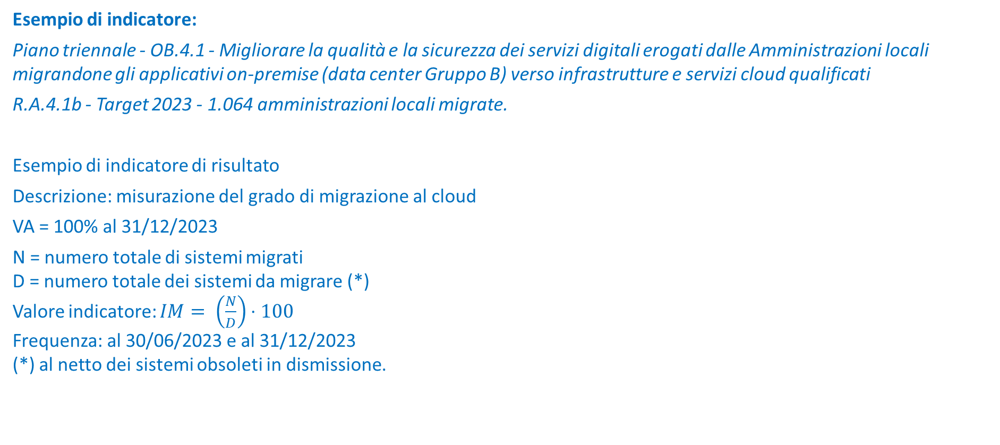 Esempio di indicatore:
Piano triennale - OB.4.1 - Migliorare la qualità e la sicurezza dei servizi digitali erogati dalle Amministrazioni locali
migrandone gli applicativi on-premise (data center Gruppo B) verso infrastrutture e servizi cloud qualificati
R.A.4.1b - Target 2023 - 1.064 amministrazioni locali migrate.
Esempio di indicatore di risultato
Descrizione: misurazione del grado di migrazione al cloud
VA = 100% al 31/12/2023
N = numero totale di sistemi migrati
D = numero totale dei sistemi da migrare (*)
Valore indicatore: IM = (N/D) · 100
Frequenza: al 30/06/2023 e al 31/12/2023
(*) al netto dei sistemi obsoleti in dismissione.